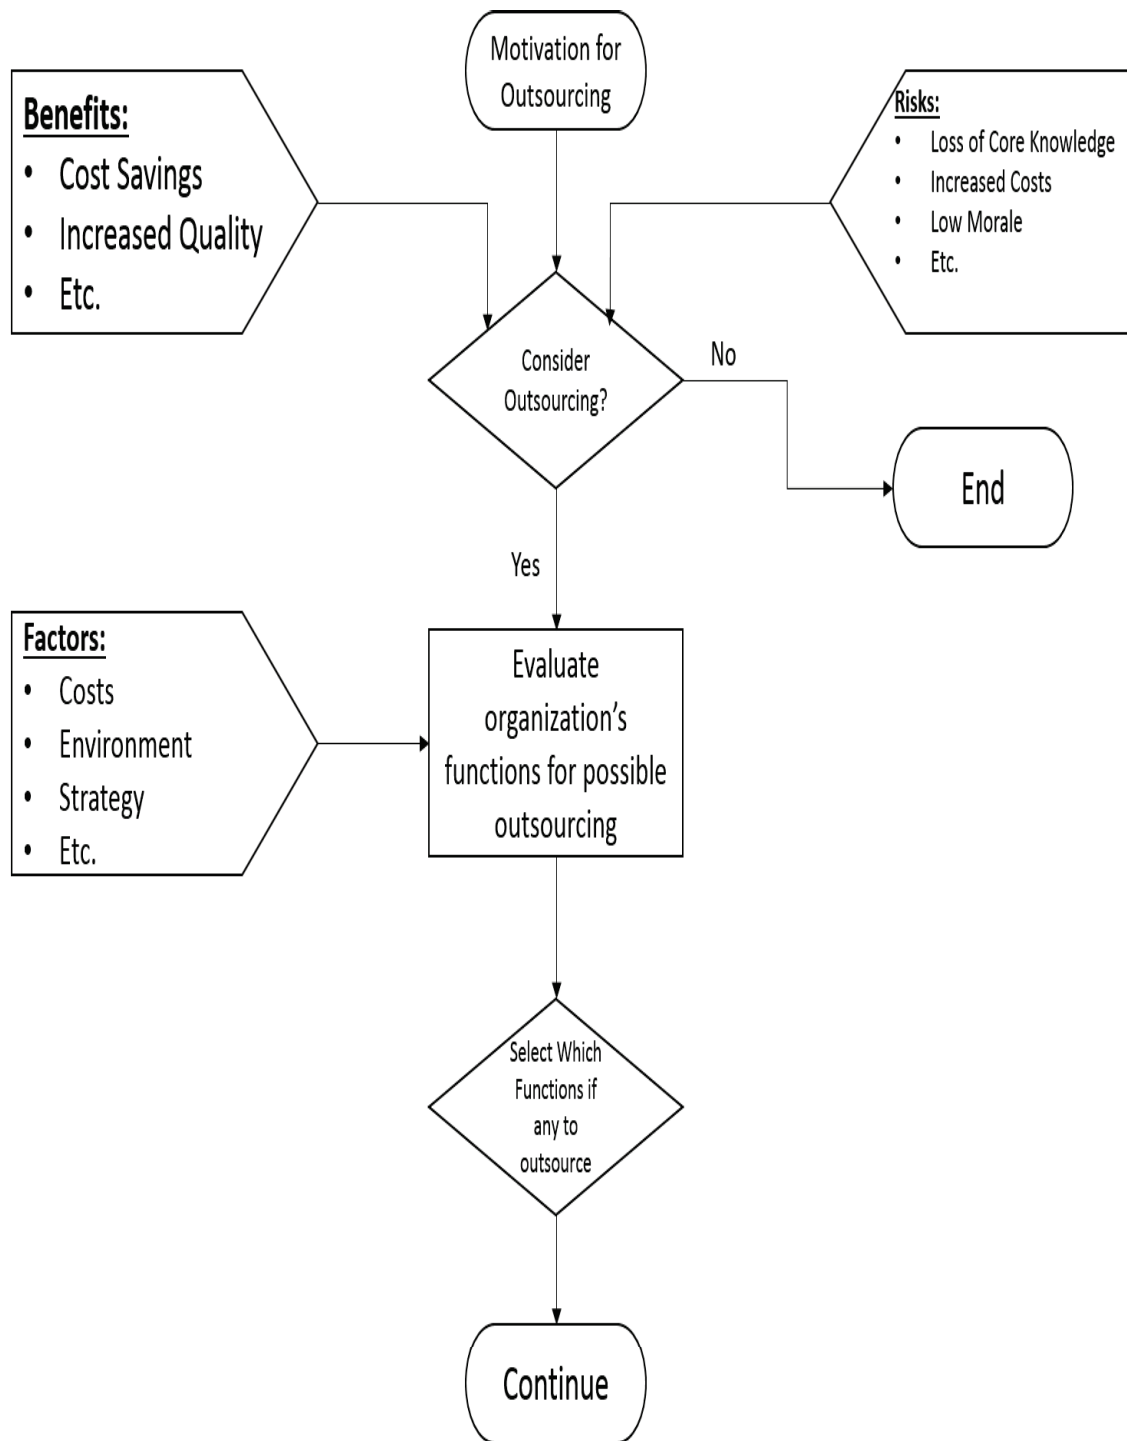 Motivation for
Outsourcing
Benefits:
• Cost Savings
• Increased Quality
• Etc.
Risks:
• Loss of Core Knowledge
• Increased Costs
• Low Morale
• Etc.
Consider
Outsourcing?
No
End
Yes
Factors:
• Costs
• Environment
• Strategy
• Etc.
Evaluate
organization’s
functions for possible
outsourcing
Select Which
Functions if
any to
outsource
Continue